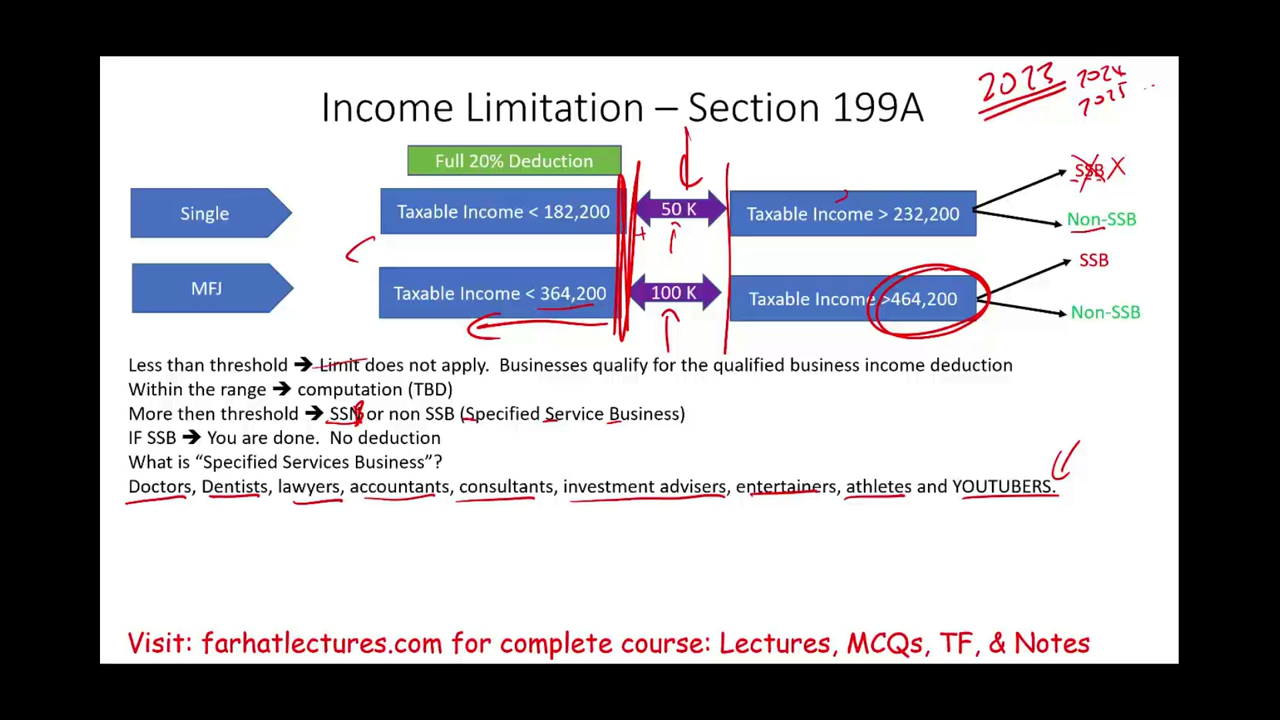 2023 2024
2025 ..
Income Limitation – Section 199A
Full 20% Deduction
Single Taxable Income < 182,200 50 K Taxable Income > 232,200 SSB X
Non-SSB
MFJ Taxable Income < 364,200 100 K Taxable Income >464,200 SSB
Non-SSB
Less than threshold ➔ Limit does not apply. Businesses qualify for the qualified business income deduction
Within the range ➔ computation (TBD)
More then threshold ➔ SSB or non SSB (Specified Service Business)
IF SSB ➔ You are done. No deduction
What is “Specified Services Business”?
Doctors, Dentists, lawyers, accountants, consultants, investment advisers, entertainers, athletes and YOUTUBERS.
Visit: farhatlectures.com for complete course: Lectures, MCQs, TF, & Notes